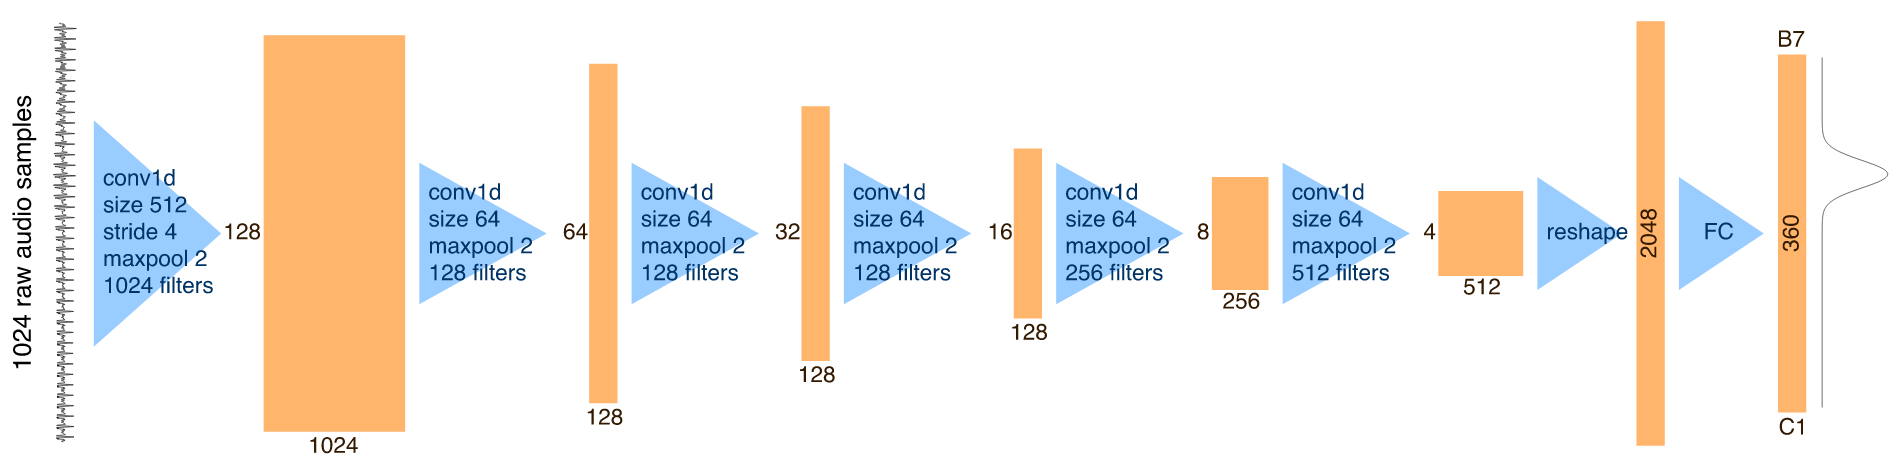 1024 raw audio samples
conv1d
size 512
stride 4
maxpool 2
1024 filters
128
1024
conv1d
size 64
maxpool 2
128 filters
64
128
conv1d
size 64
maxpool 2
128 filters
32
128
conv1d
size 64
maxpool 2
128 filters
16
128
conv1d
size 64
maxpool 2
256 filters
8
256
conv1d
size 64
maxpool 2
512 filters
4
512
reshape
2048
FC
B7
360
C1